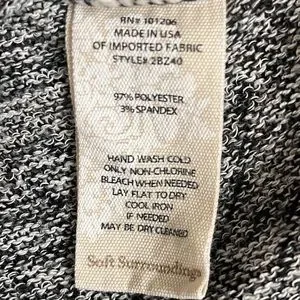 RN# 101206
MADE IN USA
OF IMPORTED FABRIC
STYLE# 2BZ40
97% POLYESTER
3% SPANDEX
HAND WASH COLD
ONLY NON-CHLORINE
BLEACH WHEN NEEDED
LAY FLAT TO DRY
COOL IRON
IF NEEDED
MAY BE DRY CLEANED
Soft Surroundings